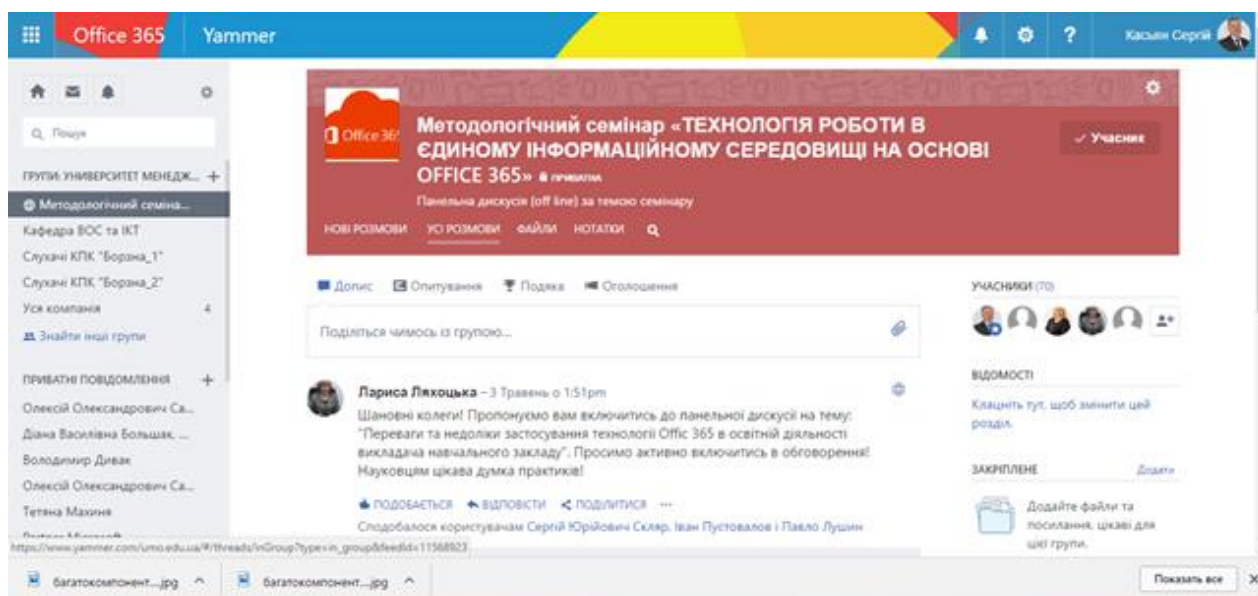 Office 365
Yammer
?
Касьян Сергій
Пошук
ГРУПИ: УНІВЕРСИТЕТ МЕНЕДЖ... +
Методологічний семіна...
Кафедра ВОС та ІКТ
Слухачі КПК "Борзна_1"
Слухачі КПК "Борзна_2"
Уся компанія 4
Знайти інші групи
ПРИВАТНІ ПОВІДОМЛЕННЯ +
Олексій Олександрович Са...
Діана Василівна Большак, ...
Володимир Дивак
Олексій Олександрович Са...
Тетяна Махиня
Partner Microsoft
Office 365
Методологічний семінар «ТЕХНОЛОГІЯ РОБОТИ В
ЄДИНОМУ ІНФОРМАЦІЙНОМУ СЕРЕДОВИЩІ НА ОСНОВІ
OFFICE 365» ПРИВАТНА
Панельна дискусія (off line) за темою семінару
✓ Учасник
НОВІ РОЗМОВИ УСІ РОЗМОВИ ФАЙЛИ НОТАТКИ
Допис Опитування Подяка Оголошення
Поділіться чимось із групою...
Лариса Ляхоцька – 3 Травень о 1:51pm
Шановні колеги! Пропонуємо вам включитись до панельної дискусії на тему:
"Переваги та недоліки застосування технології Offic 365 в освітній діяльності
викладача навчального закладу". Просимо активно включитись в обговорення!
Науковцям цікава думка практиків!
ПОДОБАЄТЬСЯ ВІДПОВІСТИ ПОДІЛИТИСЯ ...
Сподобалося користувачам Сергій Юрійович Скляр, Іван Пустовалов і Павло Лушин
УЧАСНИКИ (70)
ВІДОМОСТІ
Клацніть тут, щоб змінити цей
розділ.
ЗАКРІПЛЕНЕ Додати
Додайте файли та
посилання, цікаві для
цієї групи.
https://www.yammer.com/umo.edu.ua/#/threads/inGroup?type=in_group&feedId=11568923
багатокомпонент....jpg
багатокомпонент....jpg
Показать все X